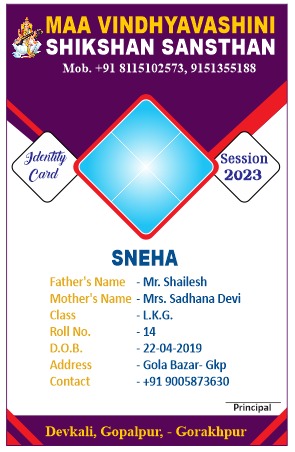 MAA VINDHYAVASHINI
SHIKSHAN SANSTHAN
Mob. +91 8115102573, 9151355188
Identity
Card
Session
2023
SNEHA
Father's Name - Mr. Shailesh
Mother's Name - Mrs. Sadhana Devi
Class - L.K.G.
Roll No. - 14
D.O.B. - 22-04-2019
Address - Gola Bazar- Gkp
Contact - +91 9005873630
Principal
Devkali, Gopalpur, - Gorakhpur